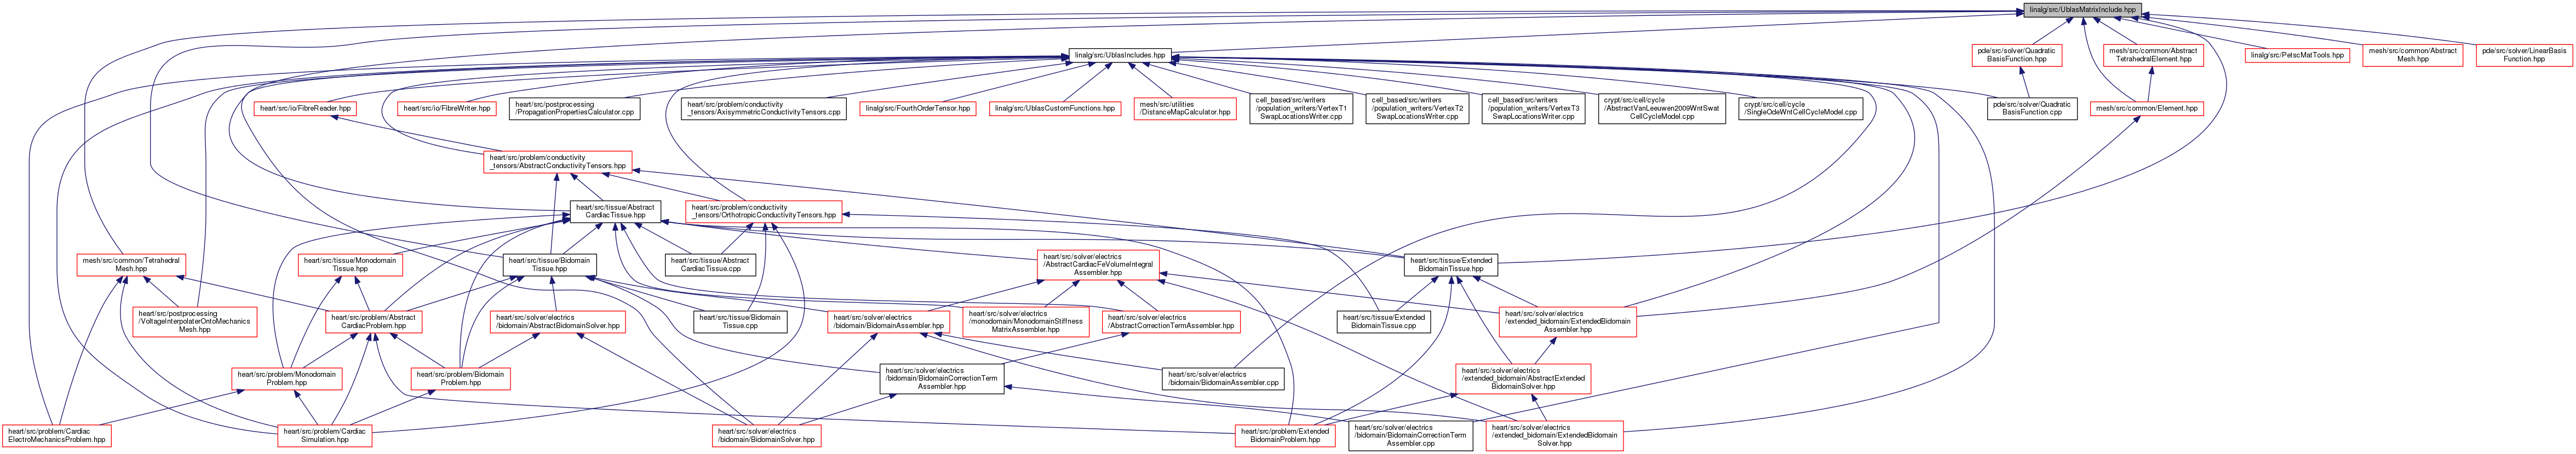 linalg/src/UblasMatrixInclude.hpp
linalg/src/UblasIncludes.hpp
pde/src/solver/Quadratic
BasisFunction.hpp
mesh/src/common/Abstract
TetrahedralElement.hpp
linalg/src/PetscMatTools.hpp
mesh/src/common/Abstract
Mesh.hpp
pde/src/solver/LinearBasis
Function.hpp
heart/src/io/FibreReader.hpp
heart/src/io/FibreWriter.hpp
heart/src/postprocessing
/PropagationPropertiesCalculator.cpp
heart/src/problem/conductivity
_tensors/AxisymmetricConductivityTensors.cpp
linalg/src/FourthOrderTensor.hpp
linalg/src/UblasCustomFunctions.hpp
mesh/src/utilities
/DistanceMapCalculator.hpp
cell_based/src/writers
/population_writers/VertexT1
SwapLocationsWriter.cpp
cell_based/src/writers
/population_writers/VertexT2
SwapLocationsWriter.cpp
cell_based/src/writers
/population_writers/VertexT3
SwapLocationsWriter.cpp
crypt/src/cell/cycle
/AbstractVanLeeuwen2009WntSwat
CellCycleModel.cpp
crypt/src/cell/cycle
/SingleOdeWntCellCycleModel.cpp
pde/src/solver/Quadratic
BasisFunction.cpp
mesh/src/common/Element.hpp
heart/src/problem/conductivity
_tensors/AbstractConductivityTensors.hpp
heart/src/tissue/Abstract
CardiacTissue.hpp
heart/src/problem/conductivity
_tensors/OrthotropicConductivityTensors.hpp
mesh/src/common/Tetrahedral
Mesh.hpp
heart/src/tissue/Monodomain
Tissue.hpp
heart/src/tissue/Bidomain
Tissue.hpp
heart/src/tissue/Abstract
CardiacTissue.cpp
heart/src/solver/electrics
/AbstractCardiacFeVolumeIntegral
Assembler.hpp
heart/src/tissue/Extended
BidomainTissue.hpp
heart/src/postprocessing
/VoltageInterpolaterOntoMechanics
Mesh.hpp
heart/src/problem/Abstract
CardiacProblem.hpp
heart/src/solver/electrics
/bidomain/AbstractBidomainSolver.hpp
heart/src/tissue/Bidomain
Tissue.cpp
heart/src/solver/electrics
/bidomain/BidomainAssembler.hpp
heart/src/solver/electrics
/monodomain/MonodomainStiffness
MatrixAssembler.hpp
heart/src/solver/electrics
/AbstractCorrectionTermAssembler.hpp
heart/src/tissue/Extended
BidomainTissue.cpp
heart/src/solver/electrics
/extended_bidomain/ExtendedBidomain
Assembler.hpp
heart/src/problem/Monodomain
Problem.hpp
heart/src/problem/Bidomain
Problem.hpp
heart/src/solver/electrics
/bidomain/BidomainCorrectionTerm
Assembler.hpp
heart/src/solver/electrics
/bidomain/BidomainAssembler.cpp
heart/src/solver/electrics
/extended_bidomain/AbstractExtended
BidomainSolver.hpp
heart/src/problem/Cardiac
ElectroMechanicsProblem.hpp
heart/src/problem/Cardiac
Simulation.hpp
heart/src/solver/electrics
/bidomain/BidomainSolver.hpp
heart/src/problem/Extended
BidomainProblem.hpp
heart/src/solver/electrics
/bidomain/BidomainCorrectionTerm
Assembler.cpp
heart/src/solver/electrics
/extended_bidomain/ExtendedBidomain
Solver.hpp